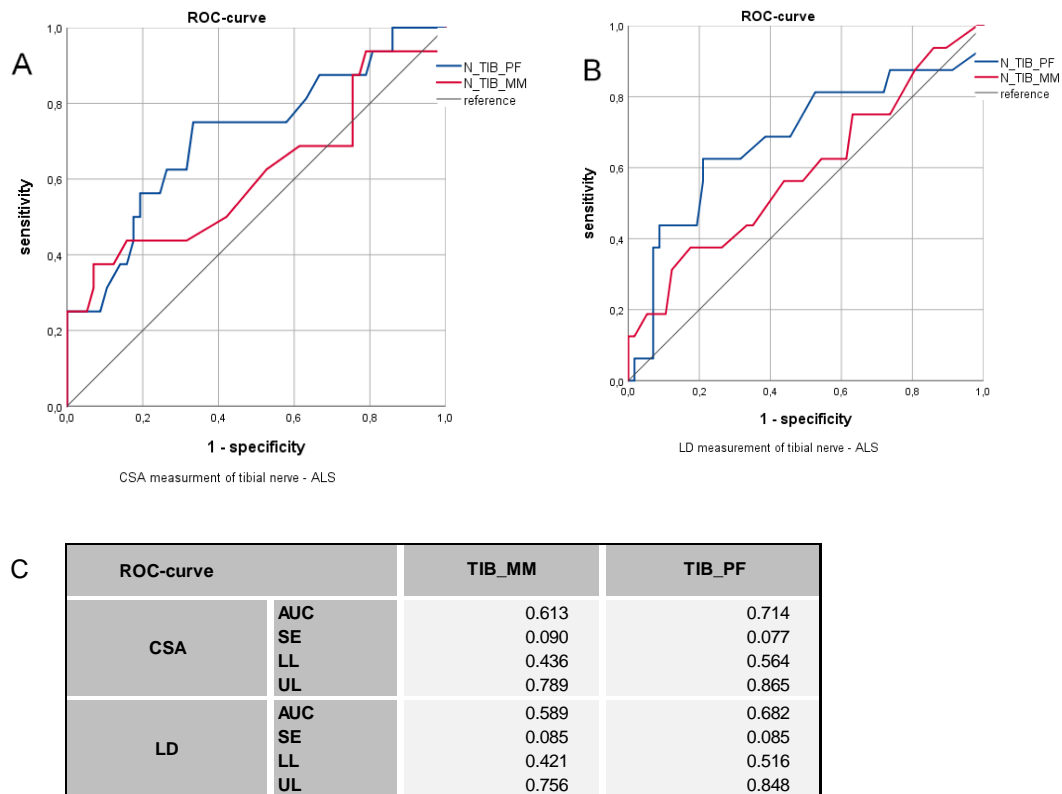 A
ROC-curve
1,0
0,8
0,6
0,4
0,2
0,0
sensitivity
0,0 0,2 0,4 0,6 0,8 1,0
1 - specificity
N_TIB_PF
N_TIB_MM
reference
CSA measurment of tibial nerve - ALS
B
ROC-curve
1,0
0,8
0,6
0,4
0,2
0,0
sensitivity
0,0 0,2 0,4 0,6 0,8 1,0
1 - specificity
N_TIB_PF
N_TIB_MM
reference
LD measurement of tibial nerve - ALS
C
ROC-curve TIB_MM TIB_PF
CSA
AUC 0.613 0.714
SE 0.090 0.077
LL 0.436 0.564
UL 0.789 0.865
LD
AUC 0.589 0.682
SE 0.085 0.085
LL 0.421 0.516
UL 0.756 0.848